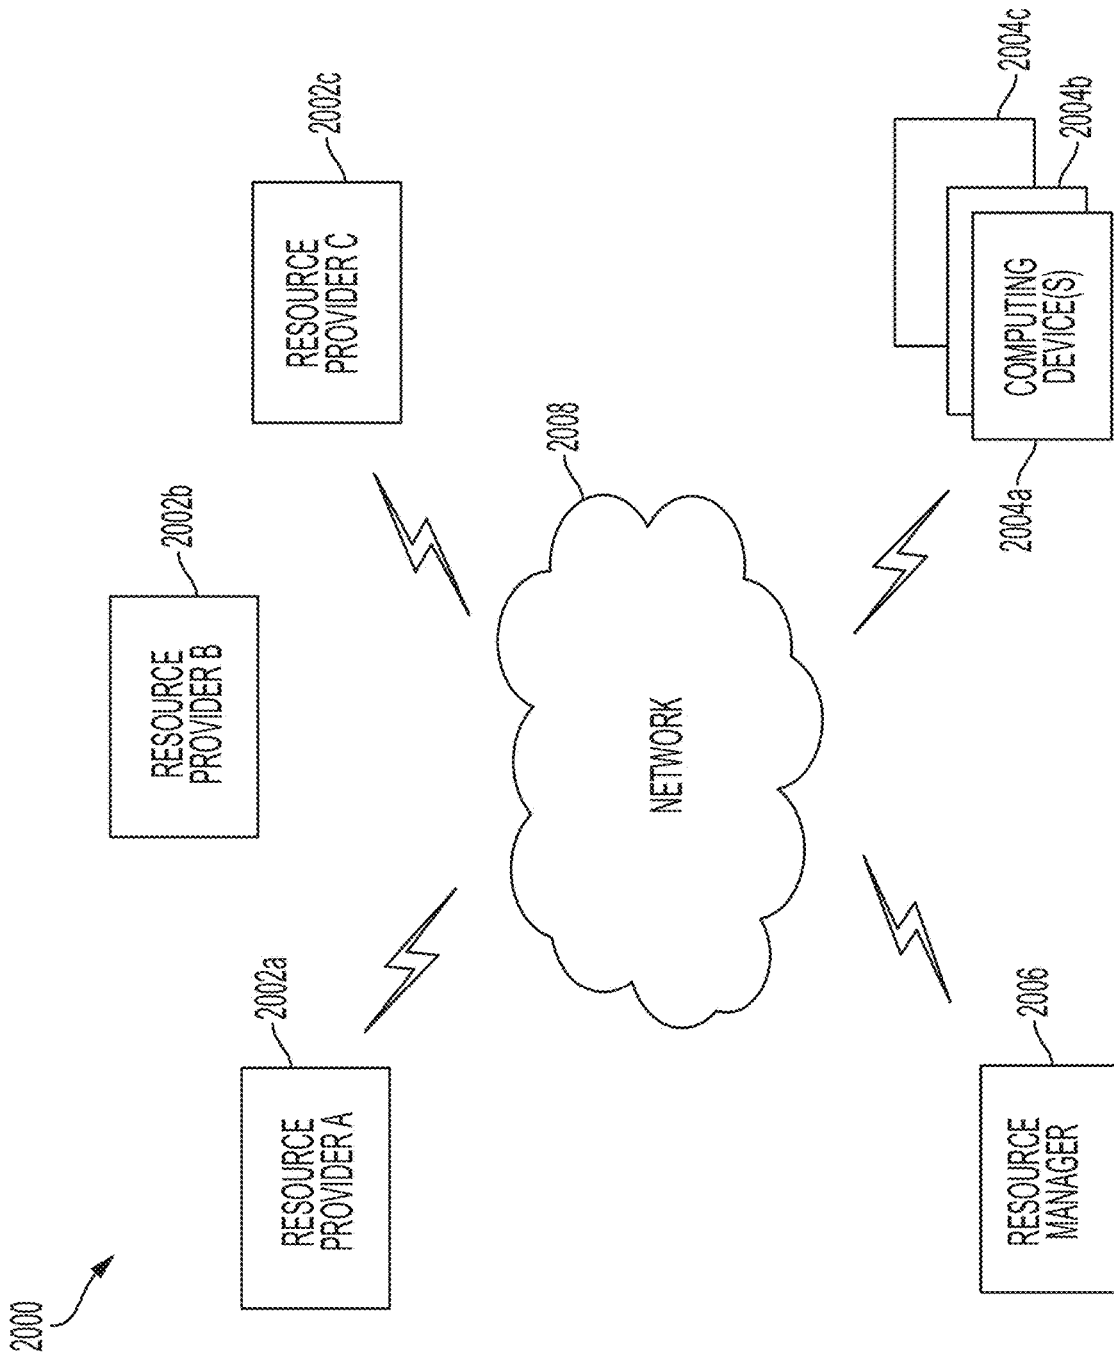 2000
2002b
RESOURCE
PROVIDER B
2002a
RESOURCE
PROVIDER A
2002c
RESOURCE
PROVIDER C
2008
NETWORK
2006
RESOURCE
MANAGER
2004a
COMPUTING
DEVICE(S)
2004b
2004c